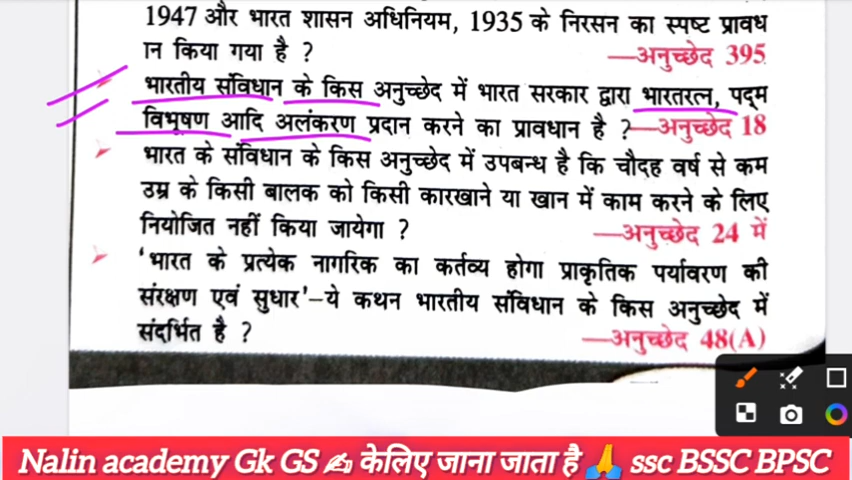 1947 और भारत शासन अधिनियम, 1935 के निरसन का स्पष्ट प्रावध
ान किया गया है ? —अनुच्छेद 395
भारतीय संविधान के किस अनुच्छेद में भारत सरकार द्वारा भारतरत्न, पद्म
विभूषण आदि अलंकरण प्रदान करने का प्रावधान है ? —अनुच्छेद 18
भारत के संविधान के किस अनुच्छेद में उपबन्ध है कि चौदह वर्ष से कम
उम्र के किसी बालक को किसी कारखाने या खान में काम करने के लिए
नियोजित नहीं किया जायेगा ? —अनुच्छेद 24 में
'भारत के प्रत्येक नागरिक का कर्तव्य होगा प्राकृतिक पर्यावरण की
संरक्षण एवं सुधार'–ये कथन भारतीय संविधान के किस अनुच्छेद में
संदर्भित है ? —अनुच्छेद 48(A)
Nalin academy Gk GS ✍ केलिए जाना जाता है 🙏 ssc BSSC BPSC